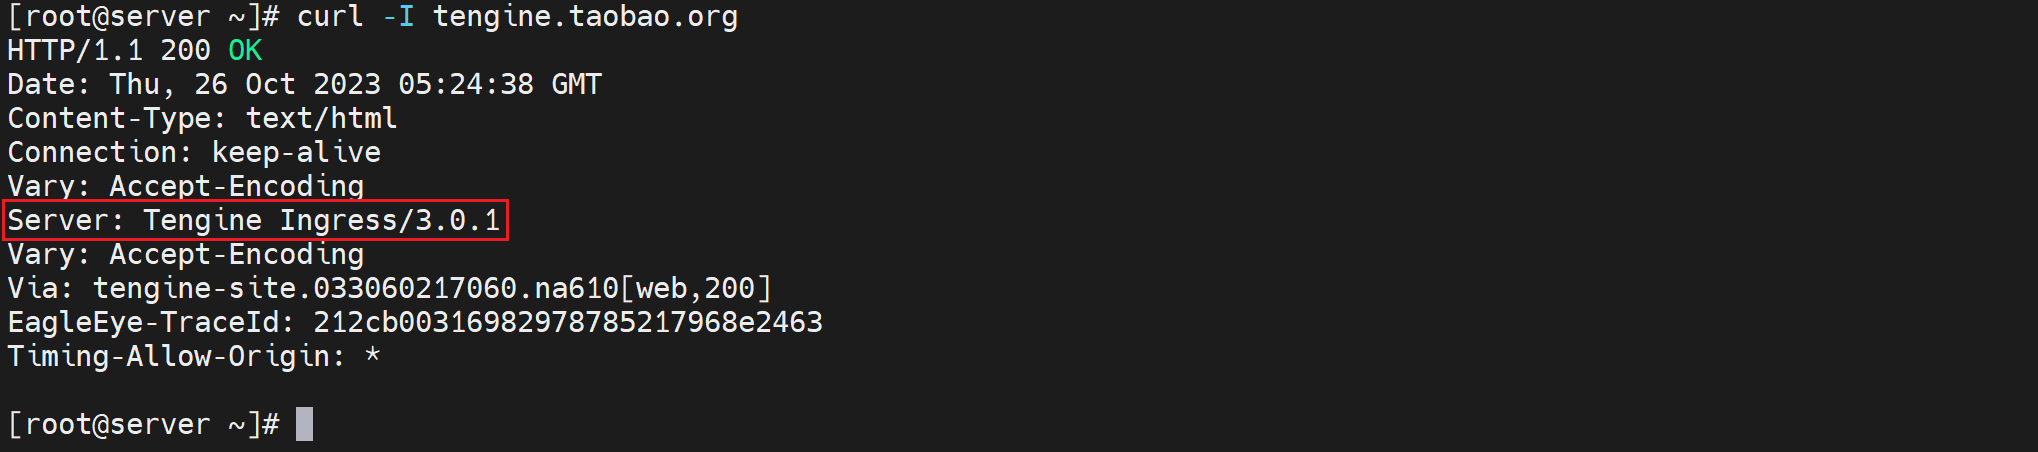 [root@server ~]# curl -I tengine.taobao.org
HTTP/1.1 200 OK
Date: Thu, 26 Oct 2023 05:24:38 GMT
Content-Type: text/html
Connection: keep-alive
Vary: Accept-Encoding
Server: Tengine Ingress/3.0.1
Vary: Accept-Encoding
Via: tengine-site.033060217060.na610[web,200]
EagleEye-TraceId: 212cb00316982978785217968e2463
Timing-Allow-Origin: *
[root@server ~]#